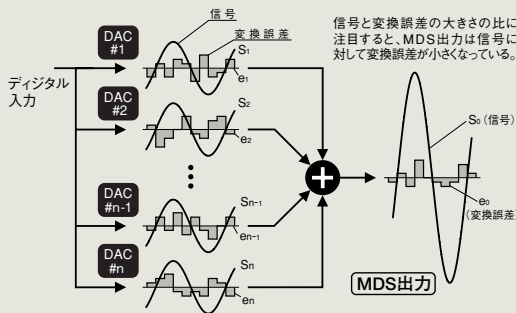 信号と変換誤差の大きさの比に
注目すると、MDS出力は信号に
対して変換誤差が小さくなっている。
信号
変換誤差
ディジタル
入力
DAC
#1
S1
e1
DAC
#2
S2
e2
DAC
#n-1
Sn-1
en-1
DAC
#n
Sn
en
+
S0(信号)
e0
(変換誤差)
MDS出力